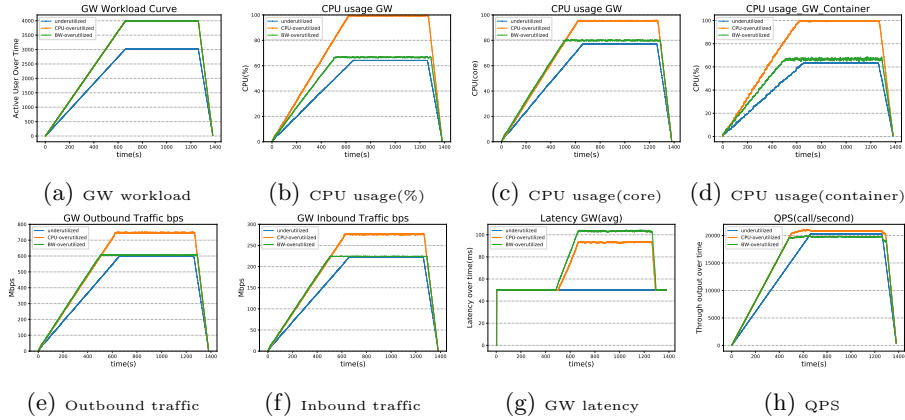 GW Workload Curve
Active User Over Time
4000
3500
3000
2500
2000
1500
1000
500
0
underutilized
CPU-overutilized
BW-overutilized
0 200 400 600 800 1000 1200 1400
time(s)
(a) GW workload
CPU usage GW
CPU(%)
100
80
60
40
20
0
underutilized
CPU-overutilized
BW-overutilized
0 200 400 600 800 1000 1200 1400
time(s)
(b) CPU usage(%)
CPU usage GW
CPU(core)
100
80
60
40
20
0
underutilized
CPU-overutilized
BW-overutilized
0 200 400 600 800 1000 1200 1400
time(s)
(c) CPU usage(core)
CPU usage_GW_Container
CPU(%)
100
80
60
40
20
0
underutilized
CPU-overutilized
BW-overutilized
0 200 400 600 800 1000 1200 1400
time(s)
(d) CPU usage(container)
GW Outbound Traffic bps
Mbps
800
700
600
500
400
300
200
100
0
underutilized
CPU-overutilized
BW-overutilized
0 200 400 600 800 1000 1200 1400
time(s)
(e) Outbound traffic
GW Inbound Traffic bps
Mbps
300
250
200
150
100
50
0
underutilized
CPU-overutilized
BW-overutilized
0 200 400 600 800 1000 1200 1400
time(s)
(f) Inbound traffic
Latency GW(avg)
Latency over time(ms)
100
80
60
40
20
0
underutilized
CPU-overutilized
BW-overutilized
0 200 400 600 800 1000 1200 1400
time(s)
(g) GW latency
QPS(call/second)
Through output over time
20000
15000
10000
5000
0
underutilized
CPU-overutilized
BW-overutilized
0 200 400 600 800 1000 1200 1400
time(s)
(h) QPS